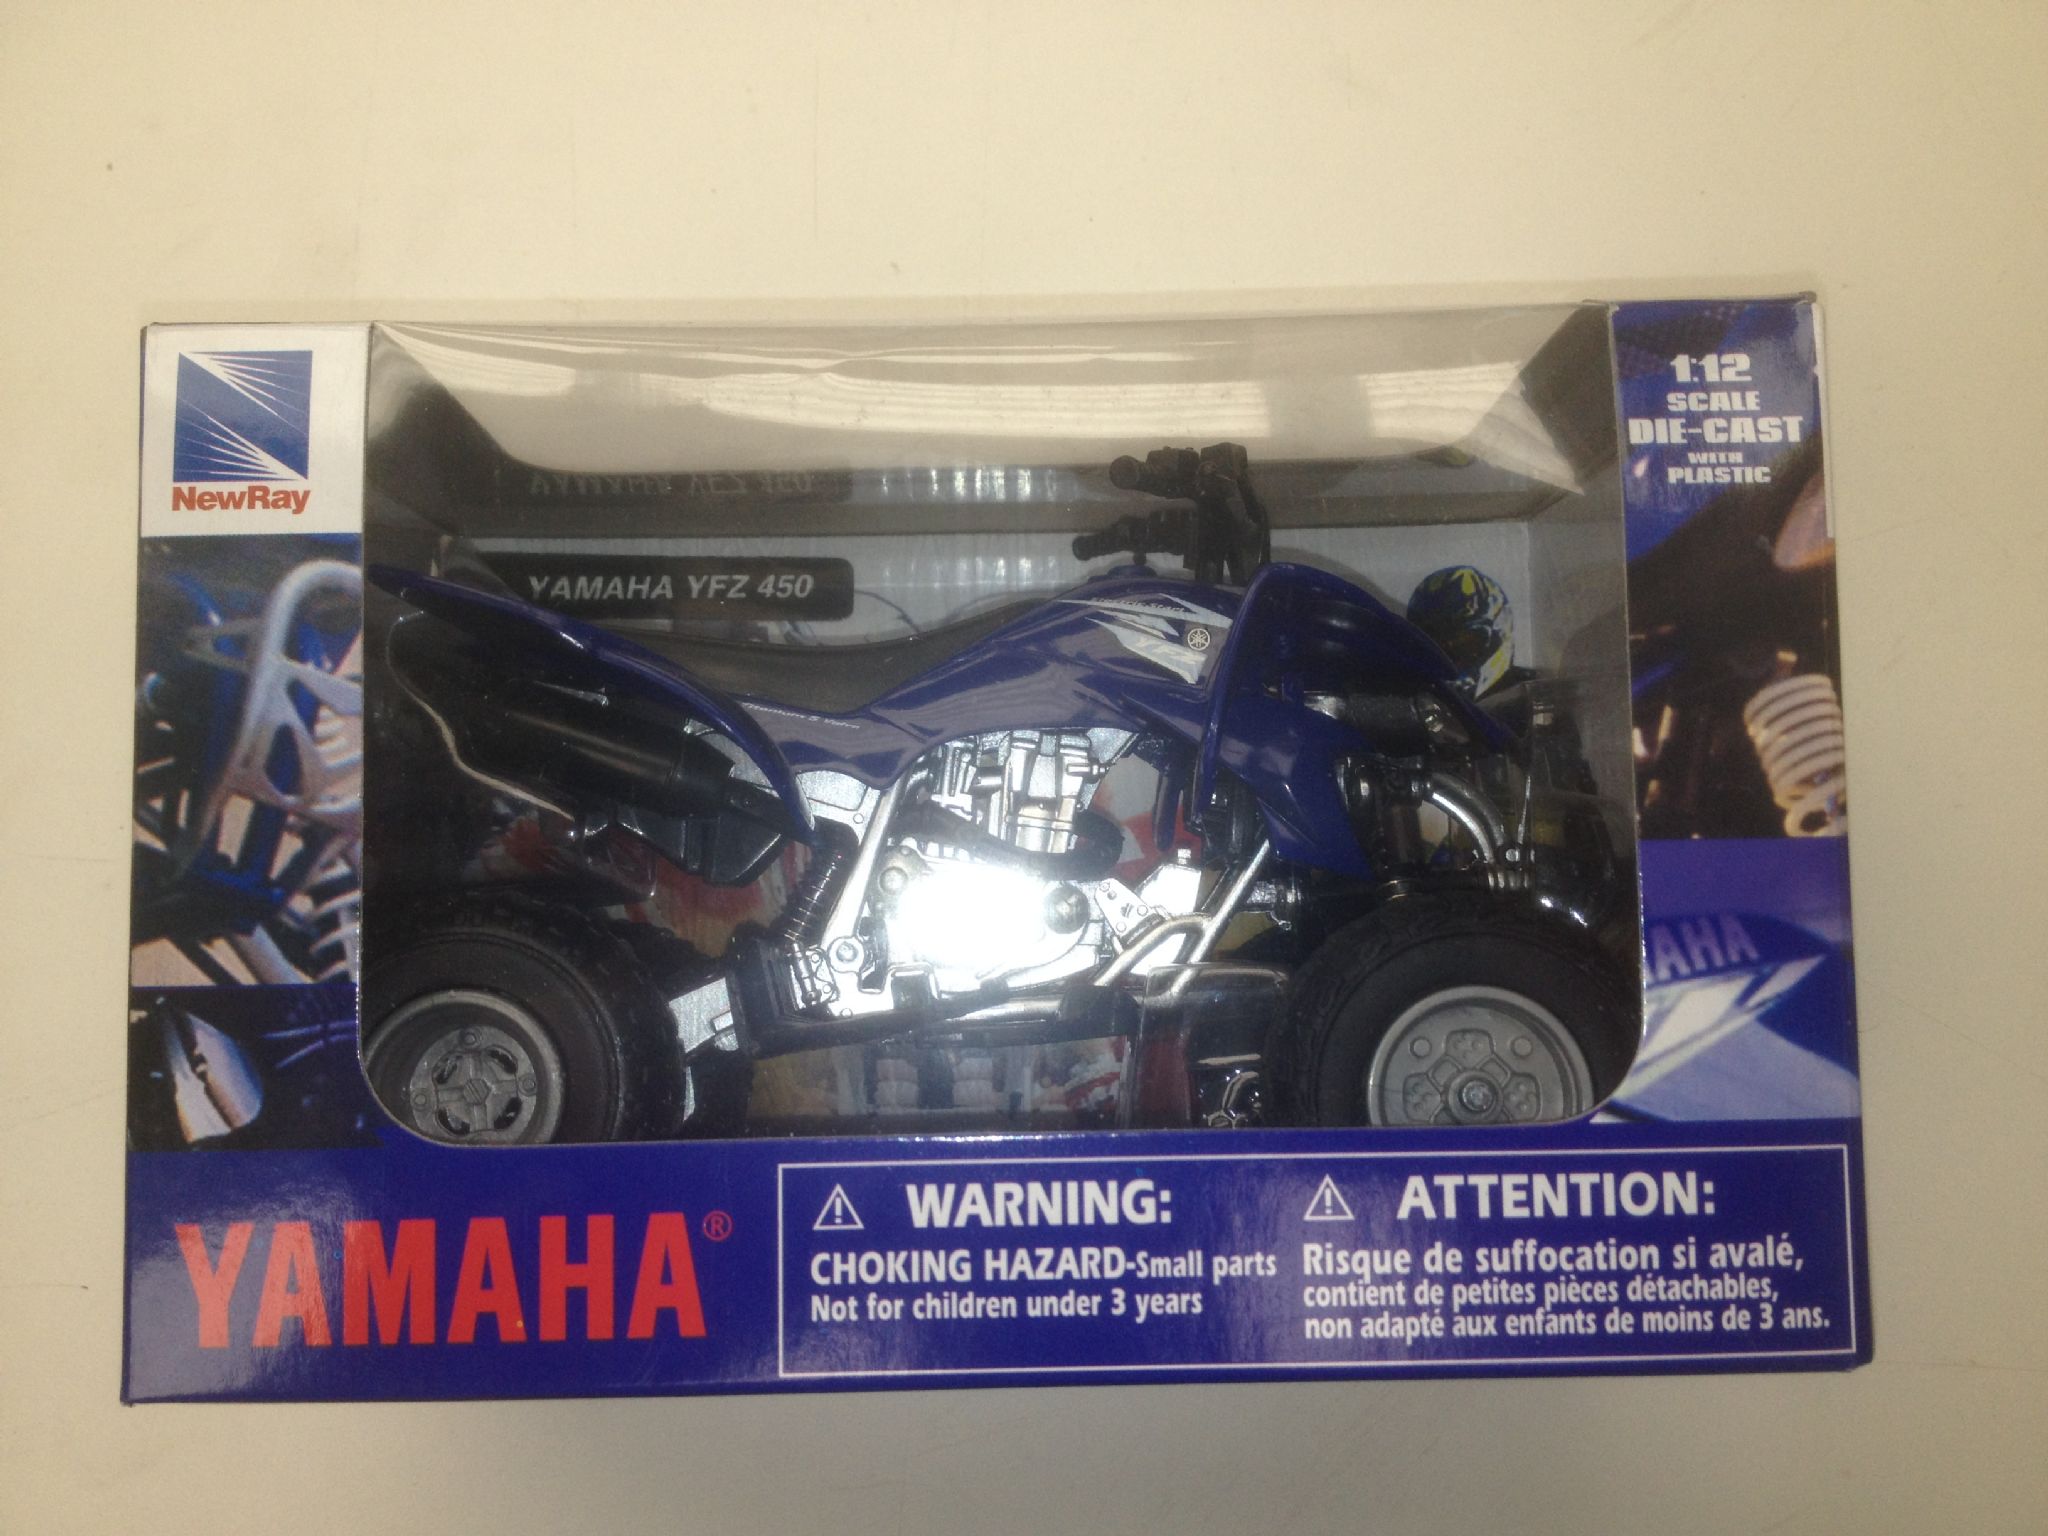 NewRay
1:12
SCALE
DIE-CAST
WITH
PLASTIC
YAMAHA YFZ 450
YFZ
AHA
YAMAHA®
WARNING:
CHOKING HAZARD-Small parts
Not for children under 3 years
ATTENTION:
Risque de suffocation si avalé,
contient de petites pièces détachables,
non adapté aux enfants de moins de 3 ans.